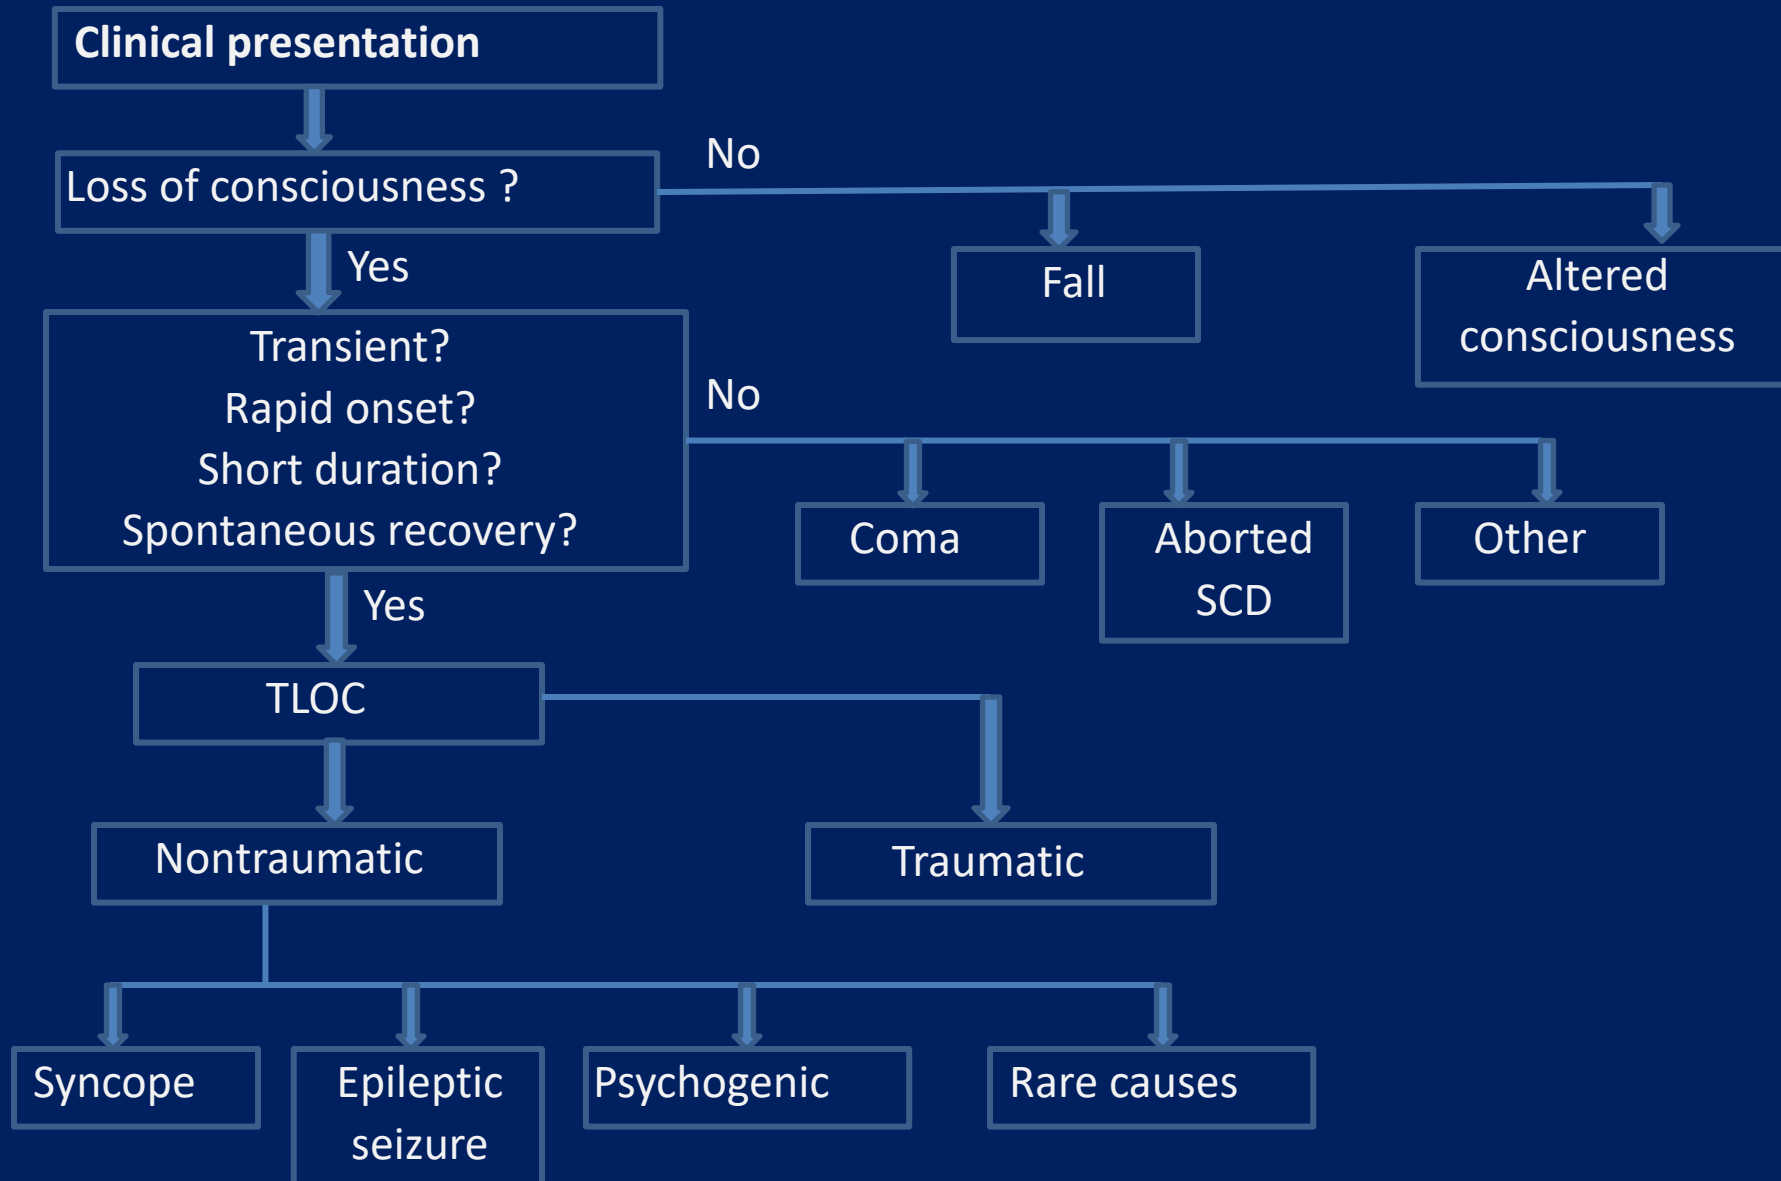 Clinical presentation
Loss of consciousness ?
No
Yes
Fall
Altered
consciousness
Transient?
Rapid onset?
Short duration?
Spontaneous recovery?
No
Coma
Aborted
SCD
Other
Yes
TLOC
Nontraumatic
Traumatic
Syncope
Epileptic
seizure
Psychogenic
Rare causes